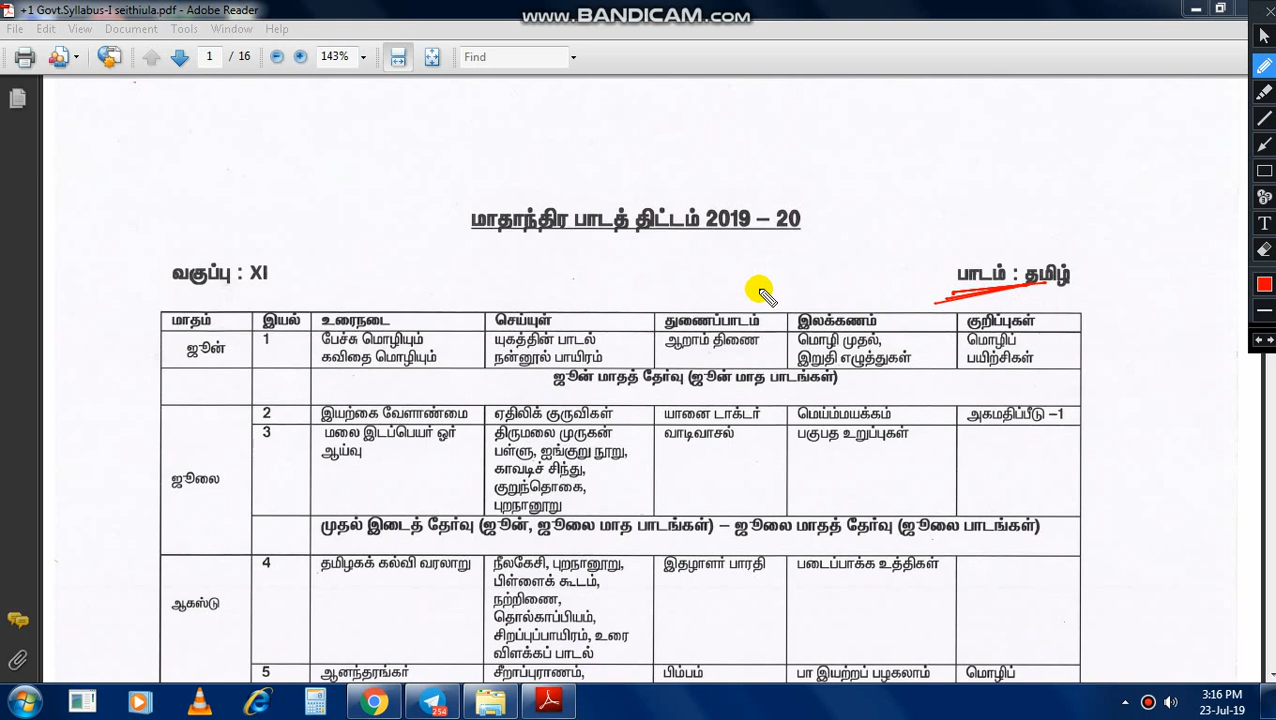 +1 Govt.Syllabus-I seithiula.pdf - Adobe Reader
www.BANDICAM.com
File Edit View Document Tools Window Help
1 / 16 143% Find
மாதாந்திர பாடத் திட்டம் 2019 – 20
வகுப்பு : XI பாடம் : தமிழ்
மாதம் இயல் உரைநடை செய்யுள் துணைப்பாடம் இலக்கணம் குறிப்புகள்
ஜூன் 1 பேச்சு மொழியும் யுகத்தின் பாடல் ஆறாம் திணை மொழி முதல், மொழிப்
கவிதை மொழியும் நன்னூல் பாயிரம் இறுதி எழுத்துகள் பயிற்சிகள்
ஜூன் மாதத் தேர்வு (ஜூன் மாத பாடங்கள்)
2 இயற்கை வேளாண்மை ஏதிலிக் குருவிகள் யானை டாக்டர் மெய்ம்மயக்கம் அகமதிப்பீடு –1
3 மலை இடப்பெயர் ஓர் திருமலை முருகன் வாடிவாசல் பகுபத உறுப்புகள்
ஆய்வு பள்ளு, ஐங்குறு நூறு,
காவடிச் சிந்து,
ஜூலை
குறுந்தொகை,
புறநானூறு
முதல் இடைத் தேர்வு (ஜூன், ஜூலை மாத பாடங்கள்) – ஜூலை மாதத் தேர்வு (ஜூலை பாடங்கள்)
4 தமிழகக் கல்வி வரலாறு நீலகேசி, புறநானூறு, இதழாளர் பாரதி படைப்பாக்க உத்திகள்
பிள்ளைக் கூடம்,
ஆகஸ்டு நற்றிணை,
தொல்காப்பியம்,
சிறப்புப்பாயிரம், உரை
விளக்கப் பாடல்
5 ஆனந்தரங்கர் சீறாப்புராணம், பிம்பம் பா இயற்றப் பழகலாம் மொழிப்
254
3:16 PM
23-Jul-19